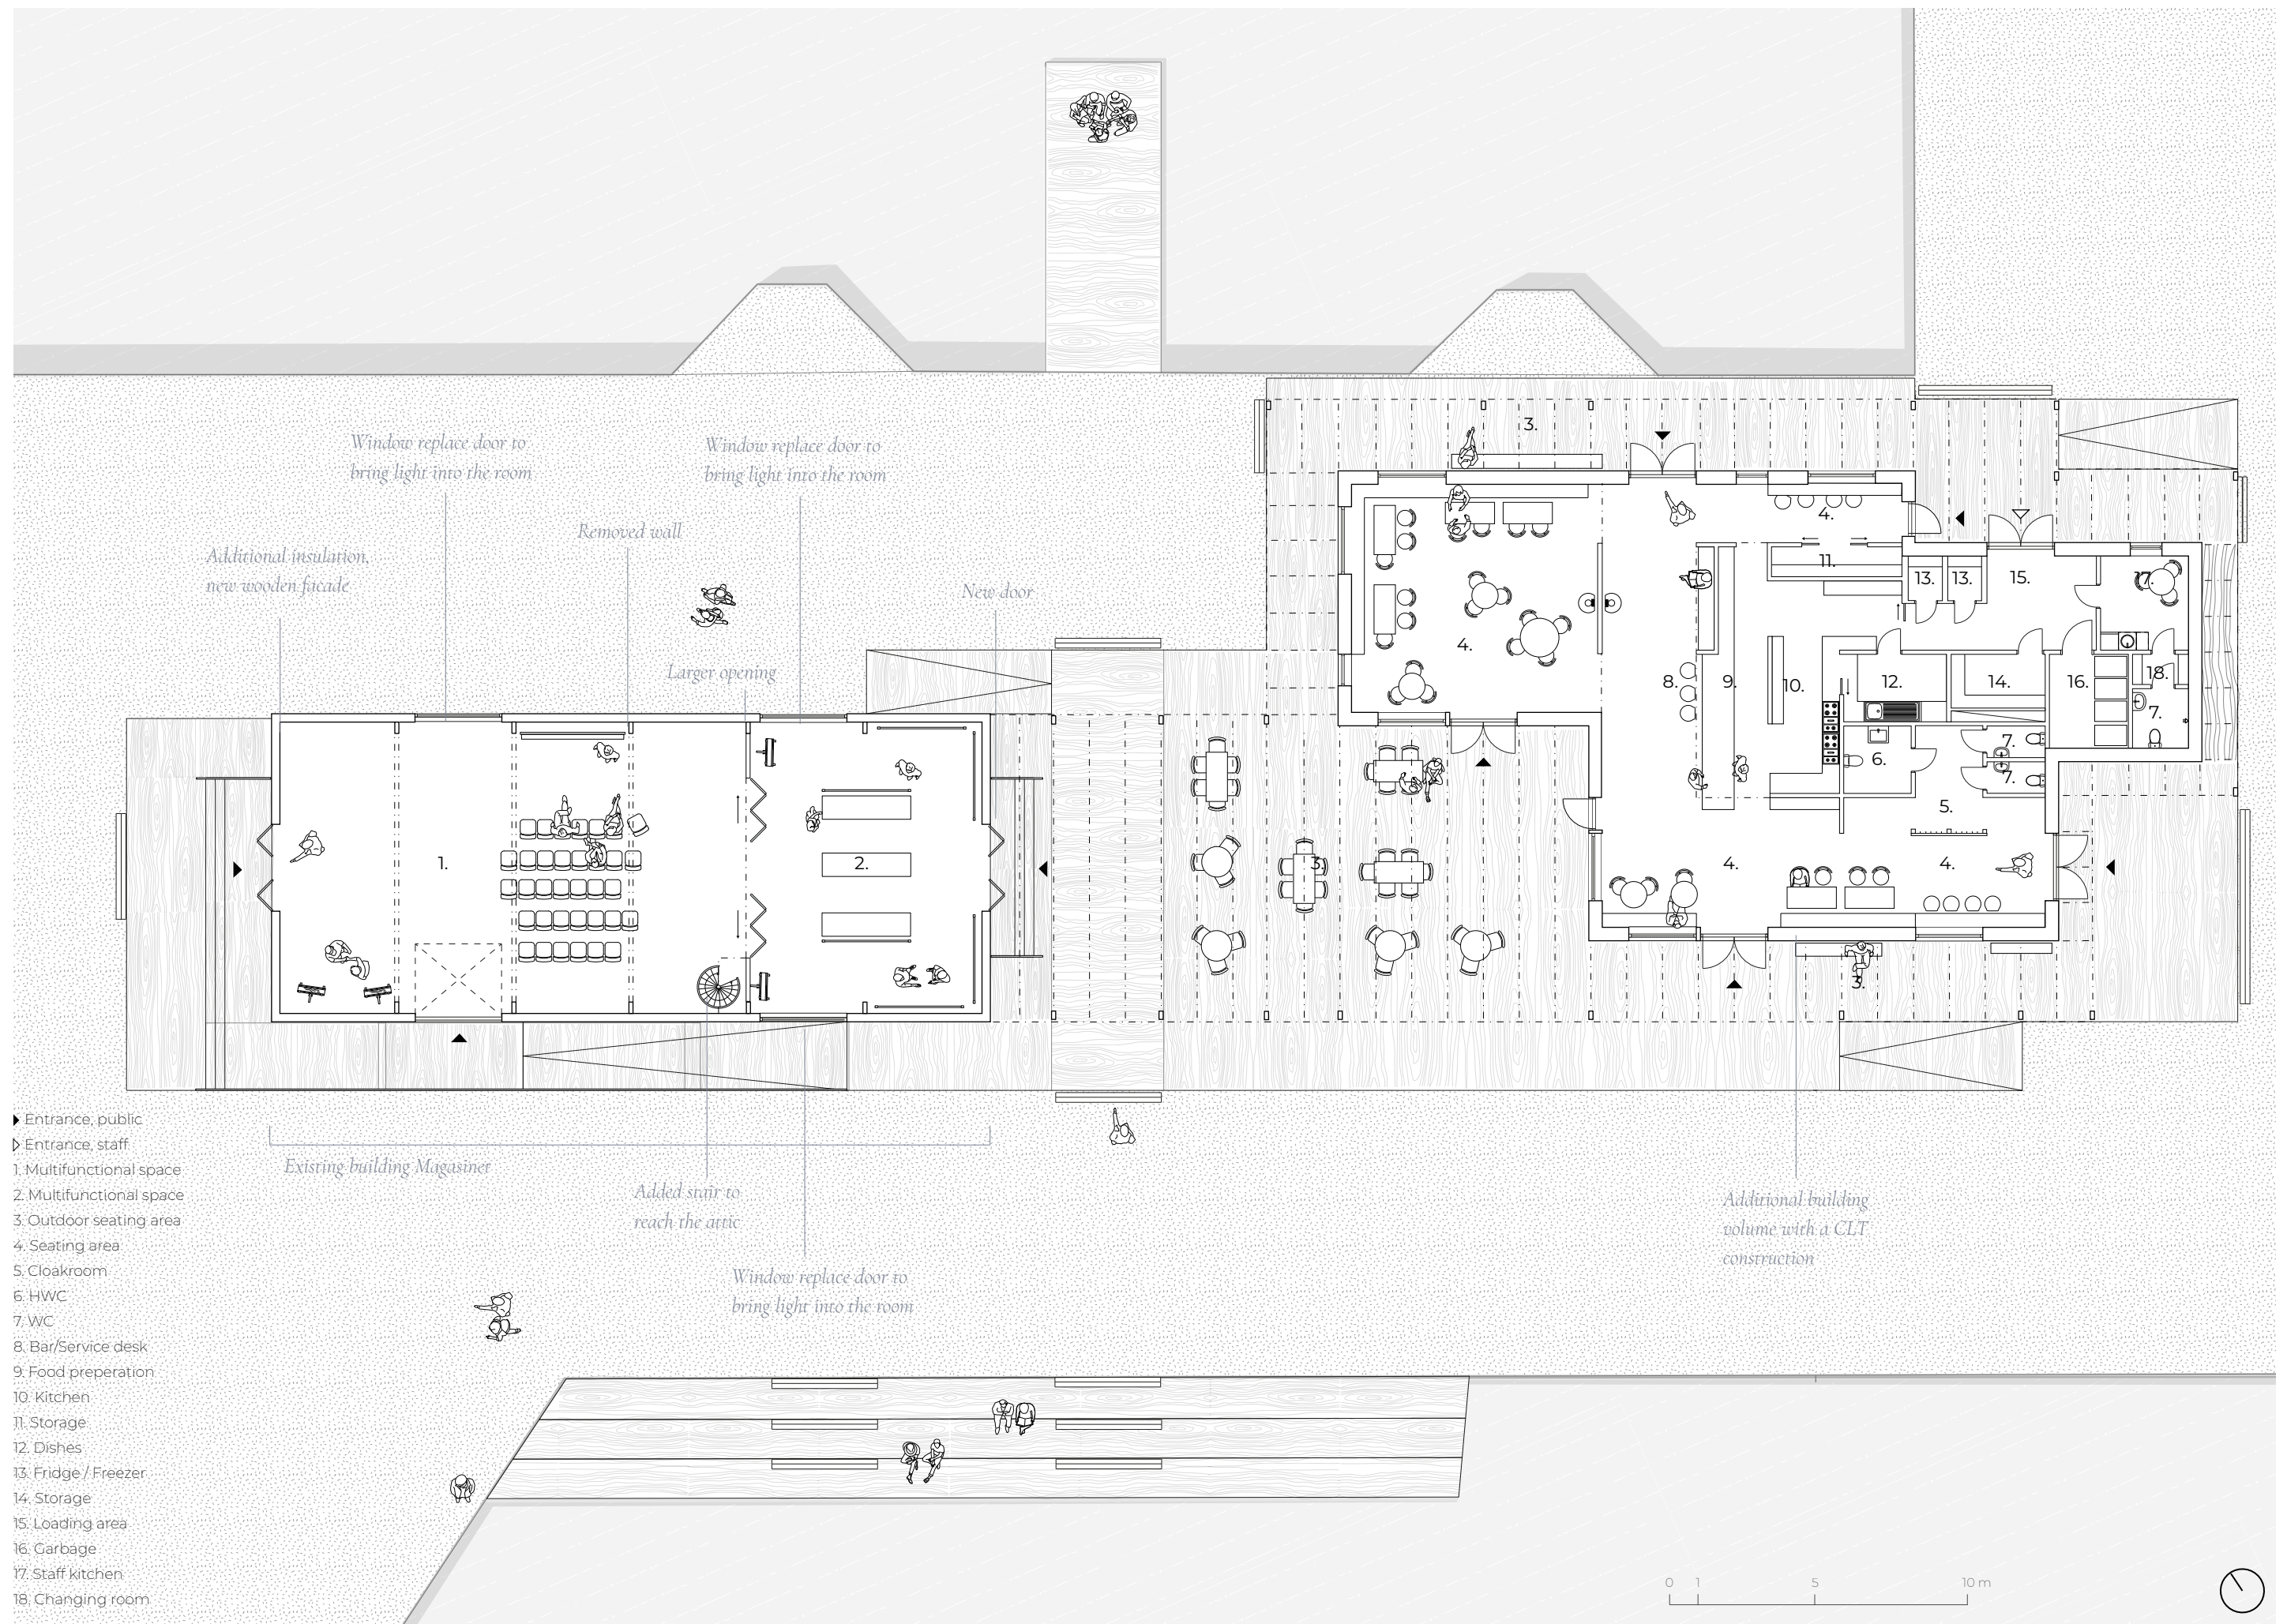 3.
Window replace door to
bring light into the room
Window replace door to
bring light into the room
Removed wall
Additional insulation,
new wooden facade
New door
Larger opening
4.
11.
13.
13.
15.
17.
4.
8.
9.
10.
12.
14.
16.
18.
7.
7.
6.
7.
5.
1.
2.
3.
4.
4.
3.
Existing building Magasinet
Added stair to
reach the attic
Window replace door to
bring light into the room
Additional building
volume with a CLT
construction
Entrance, public
Entrance, staff
1. Multifunctional space
2. Multifunctional space
3. Outdoor seating area
4. Seating area
5. Cloakroom
6. HWC
7. WC
8. Bar/Service desk
9. Food preperation
10. Kitchen
11. Storage
12. Dishes
13. Fridge / Freezer
14. Storage
15. Loading area
16. Garbage
17. Staff kitchen
18. Changing room
0 1 5 10 m